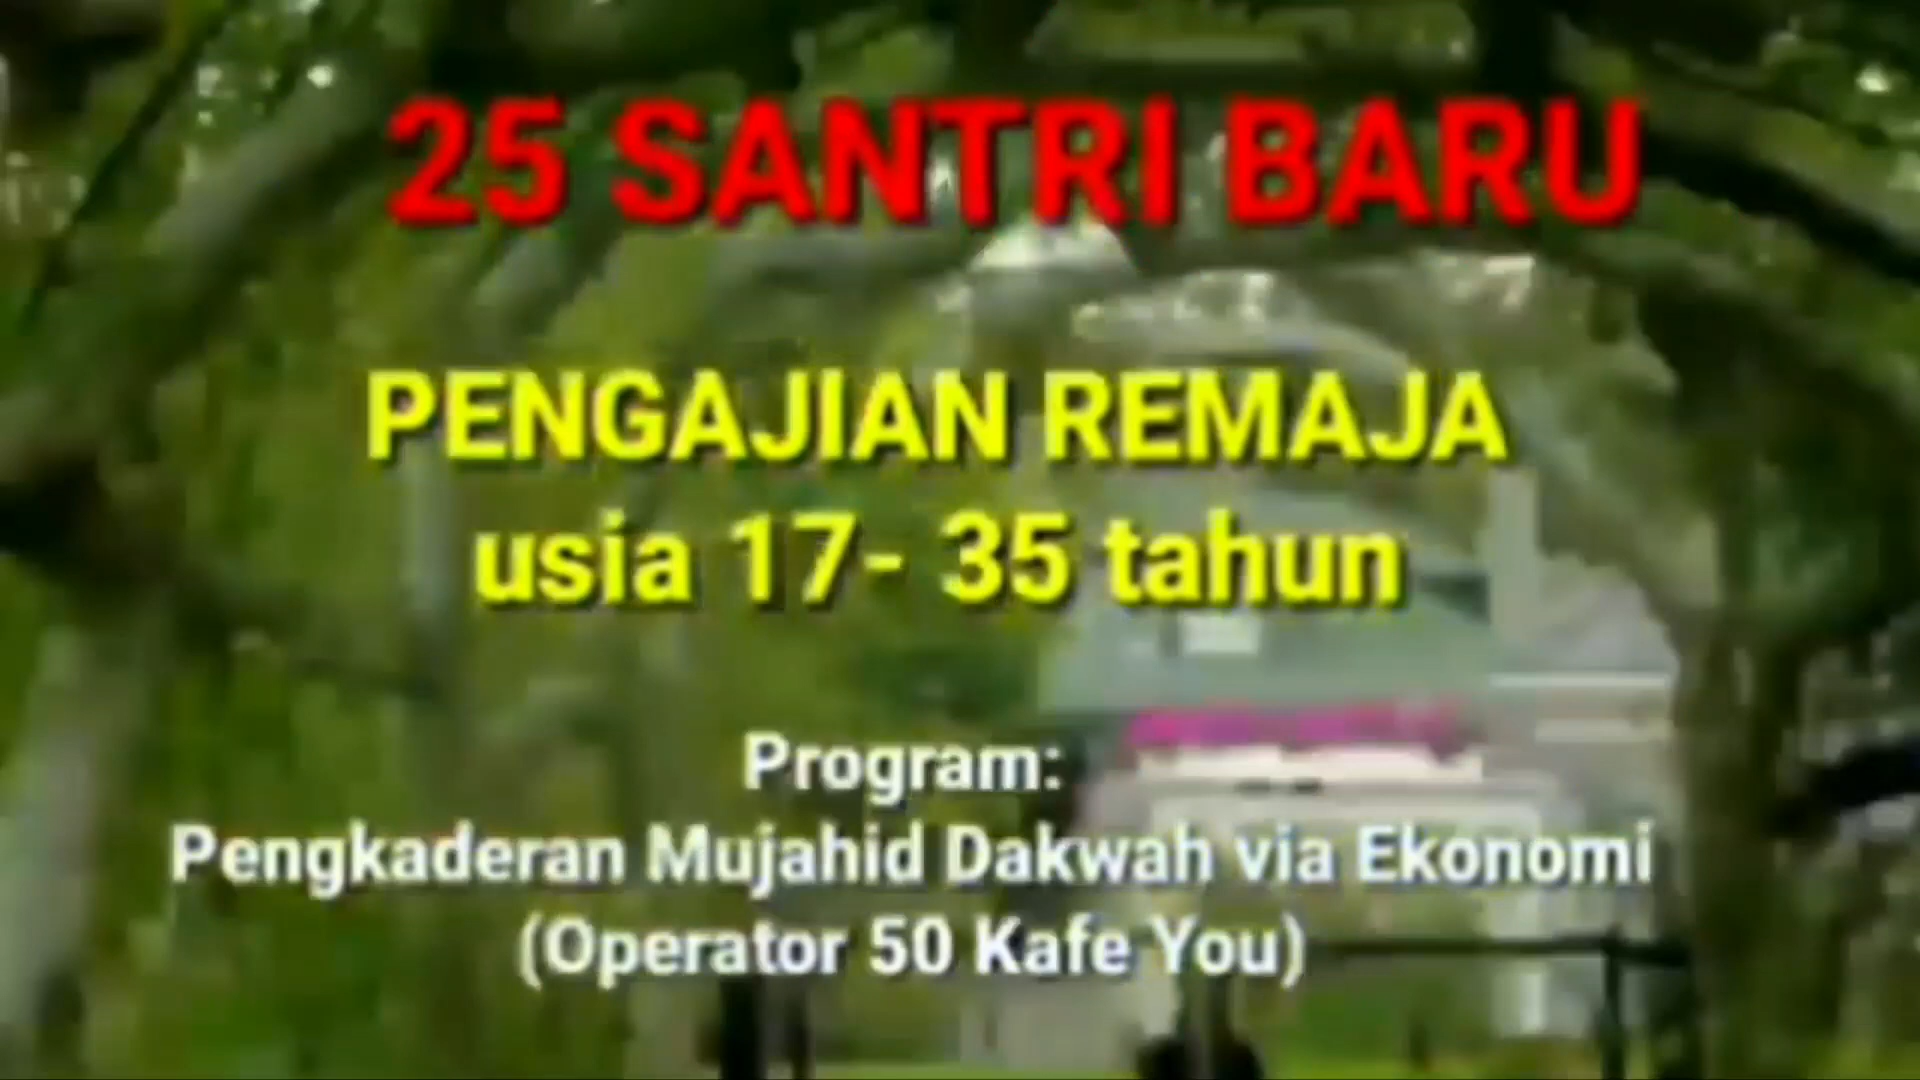 25 SANTRI BARU
PENGAJIAN REMAJA
usia 17- 35 tahun
Program:
Pengkaderan Mujahid Dakwah via Ekonomi
(Operator 50 Kafe You)